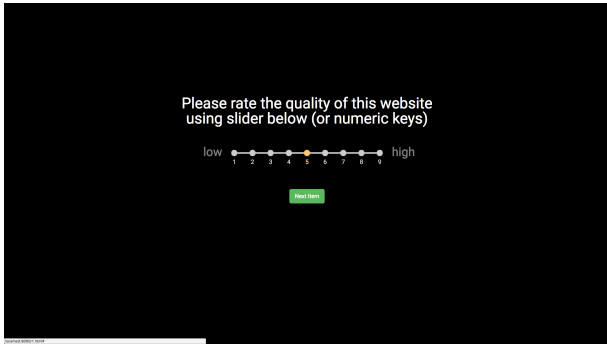 Please rate the quality of this website
using slider below (or numeric keys)
low 1 2 3 4 5 6 7 8 9 high
Next Item